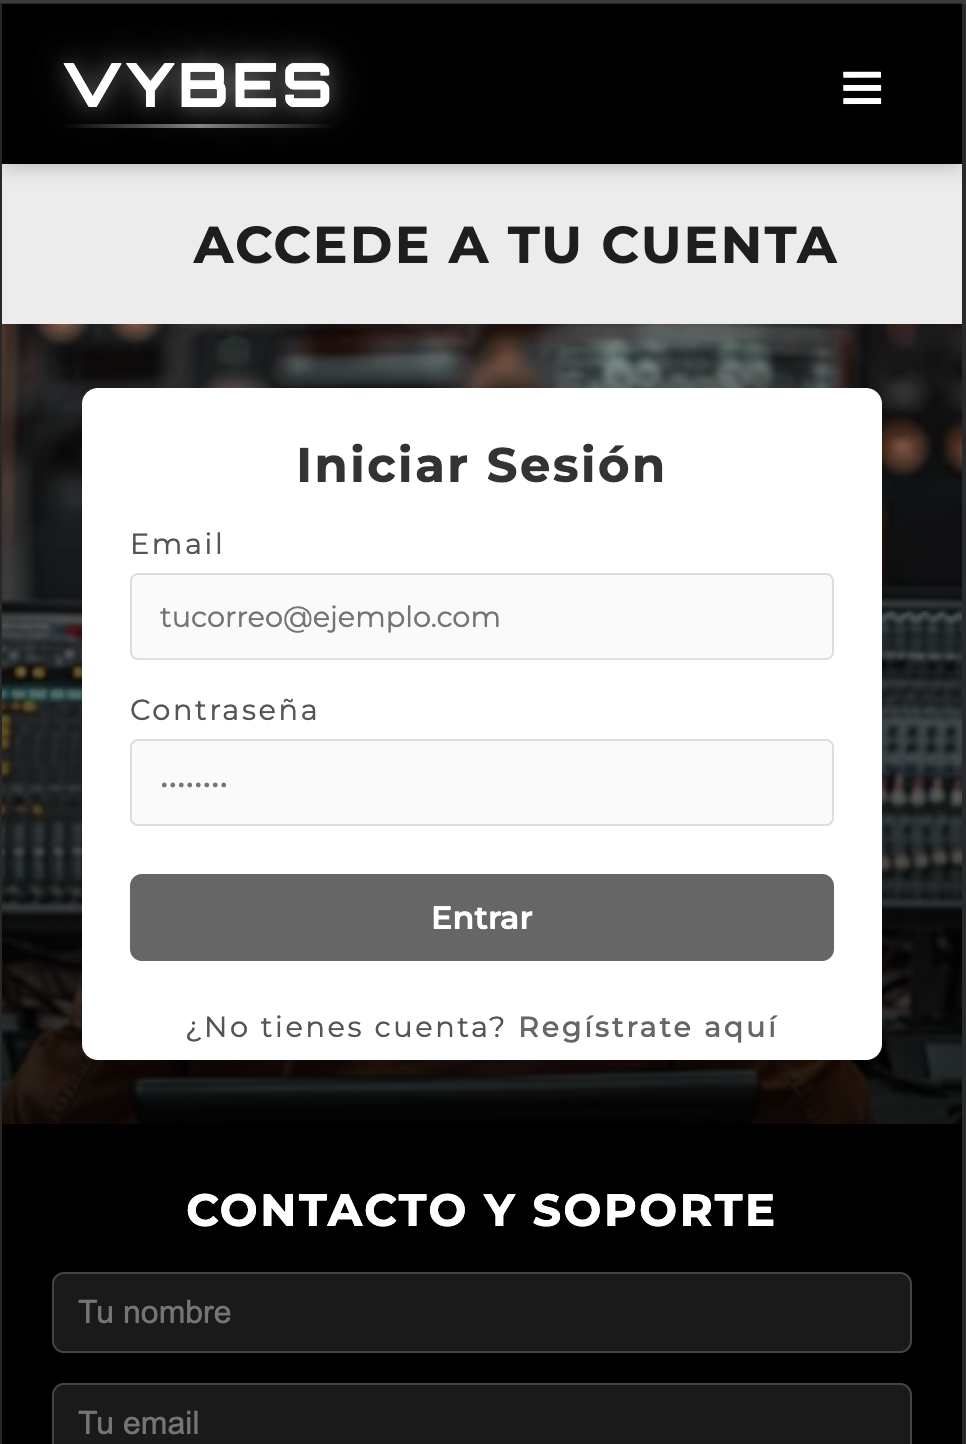 VYBES
ACCEDE A TU CUENTA
Iniciar Sesión
Email
tucorreo@ejemplo.com
Contraseña
••••••••
Entrar
¿No tienes cuenta? Regístrate aquí
CONTACTO Y SOPORTE
Tu nombre
Tu email